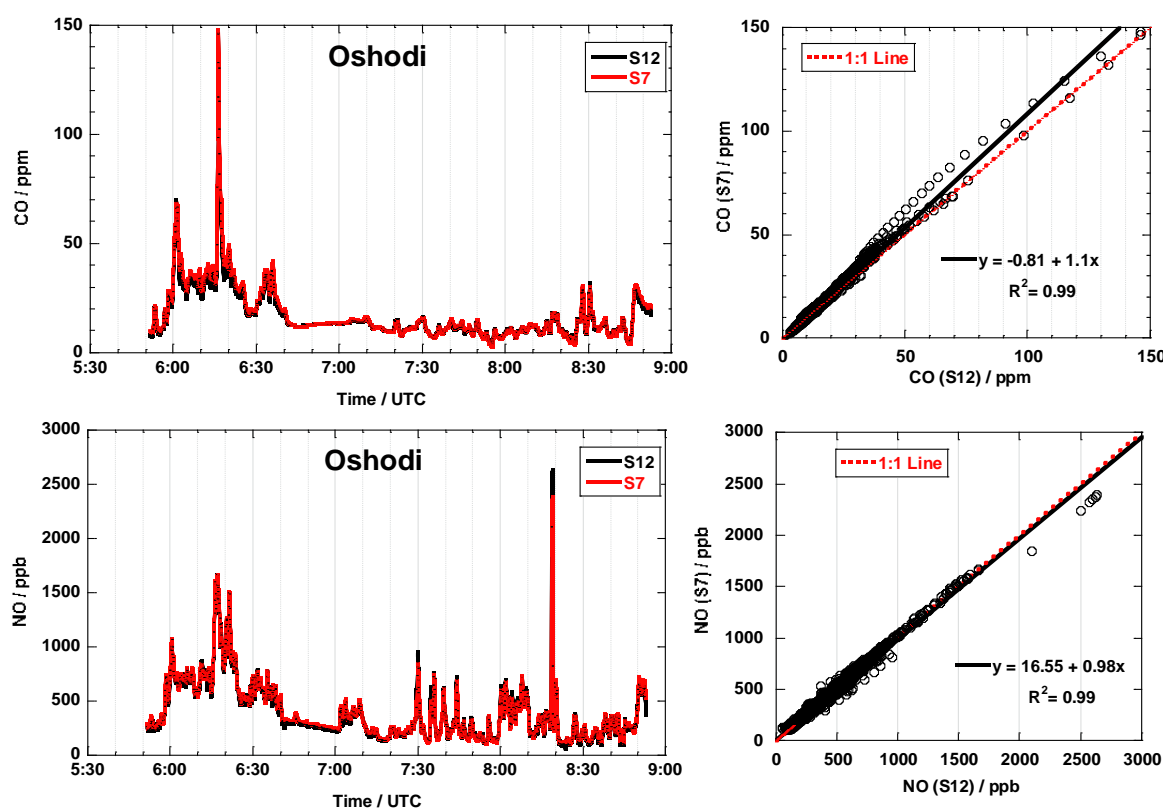 Oshodi
S12
S7
CO / ppm
150
100
50
0
5:30 6:00 6:30 7:00 7:30 8:00 8:30 9:00
Time / UTC
1:1 Line
CO (S7) / ppm
150
100
50
0
y = -0.81 + 1.1x
R2= 0.99
0 50 100 150
CO (S12) / ppm
Oshodi
S12
S7
NO / ppb
3000
2500
2000
1500
1000
500
0
5:30 6:00 6:30 7:00 7:30 8:00 8:30 9:00
Time / UTC
1:1 Line
NO (S7) / ppb
3000
2500
2000
1500
1000
500
0
y = 16.55 + 0.98x
R2= 0.99
0 500 1000 1500 2000 2500 3000
NO (S12) / ppb